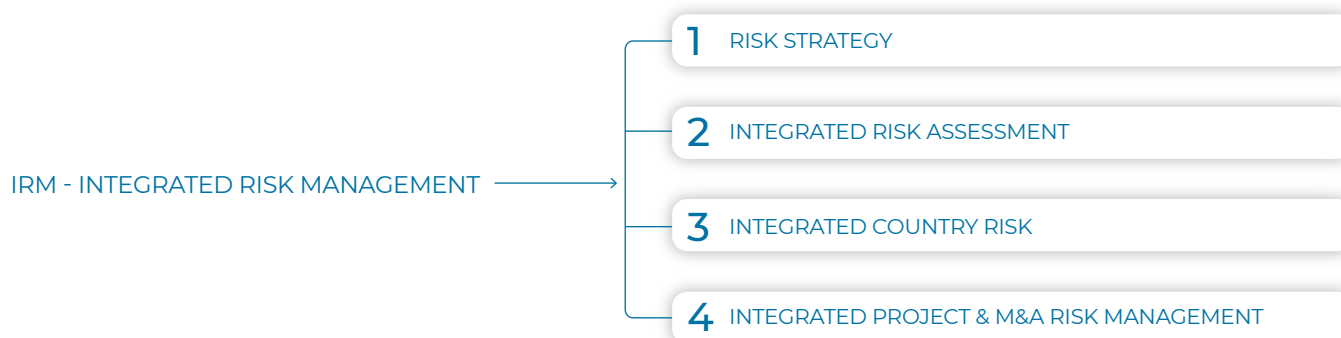 IRM - INTEGRATED RISK MANAGEMENT
1 RISK STRATEGY
2 INTEGRATED RISK ASSESSMENT
3 INTEGRATED COUNTRY RISK
4 INTEGRATED PROJECT & M&A RISK MANAGEMENT